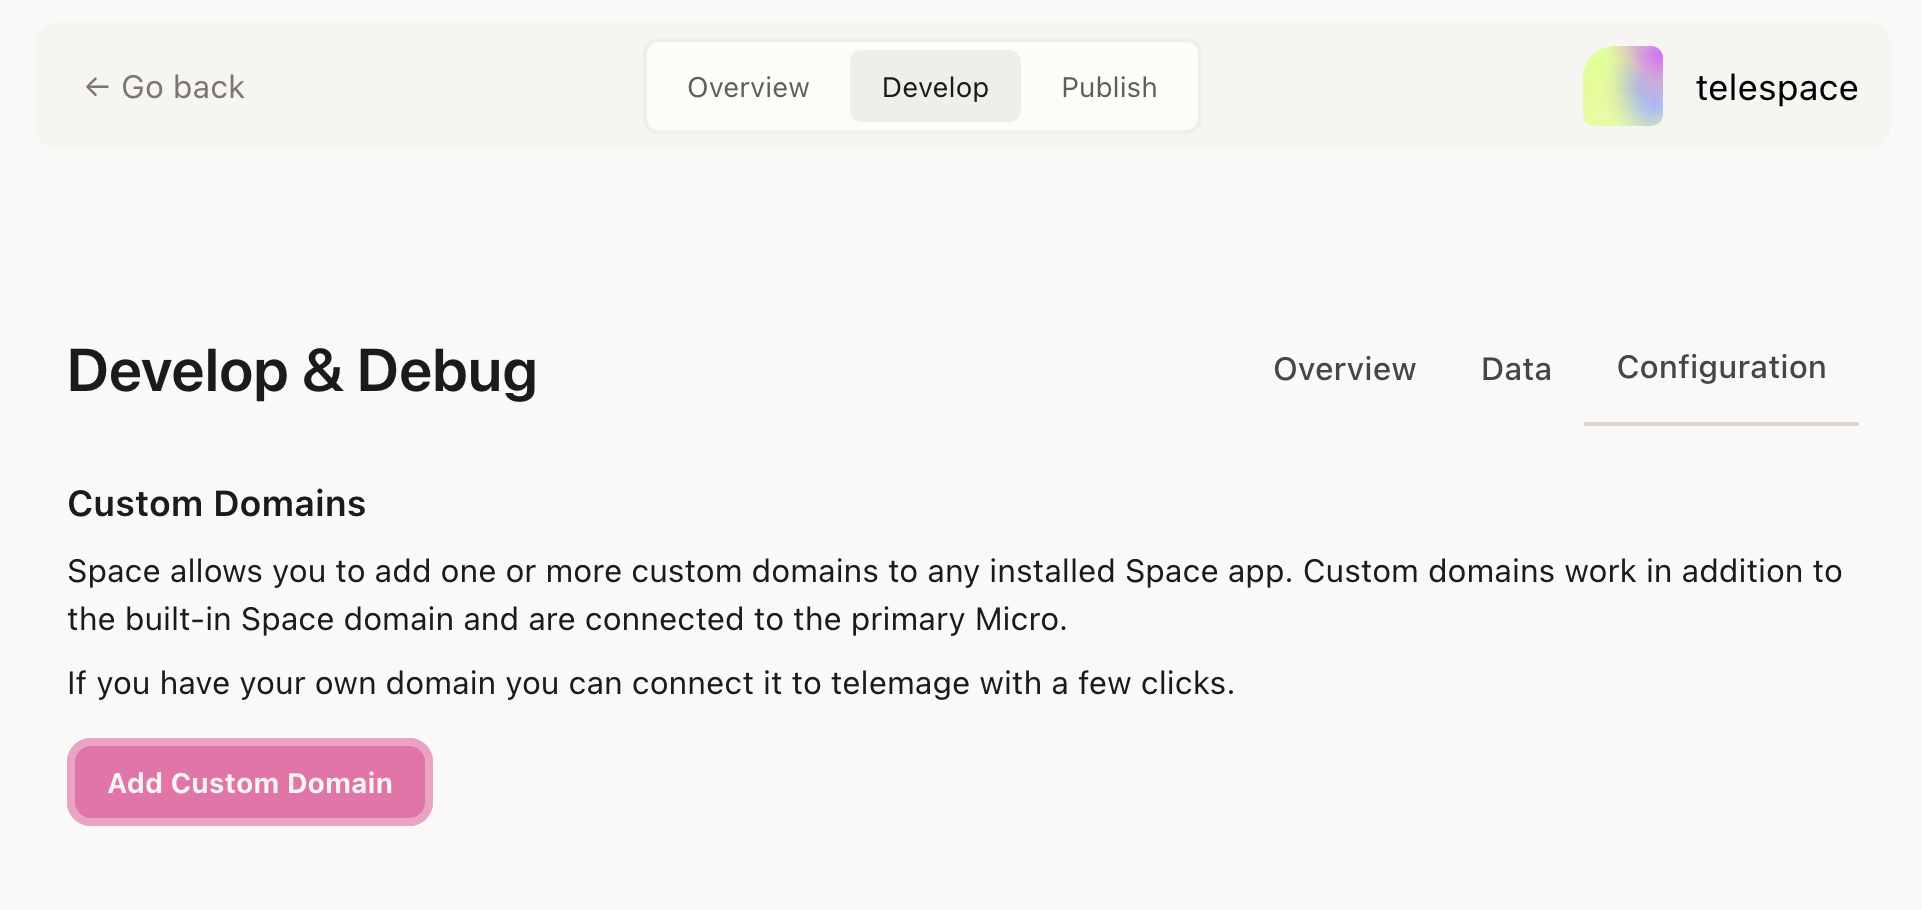 ← Go back
Overview
Develop
Publish
telespace
Develop & Debug
Overview
Data
Configuration
Custom Domains
Space allows you to add one or more custom domains to any installed Space app. Custom domains work in addition to
the built-in Space domain and are connected to the primary Micro.
If you have your own domain you can connect it to telemage with a few clicks.
Add Custom Domain